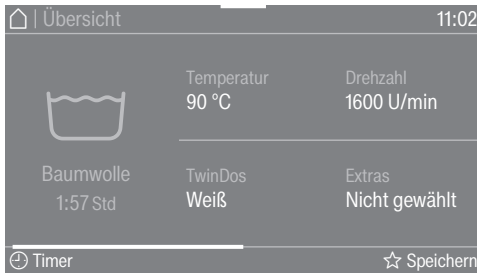 | Übersicht 11:02
Temperatur Drehzahl
90 °C 1600 U/min
Baumwolle TwinDos Extras
1:57 Std Weiß Nicht gewählt
Timer Speichern